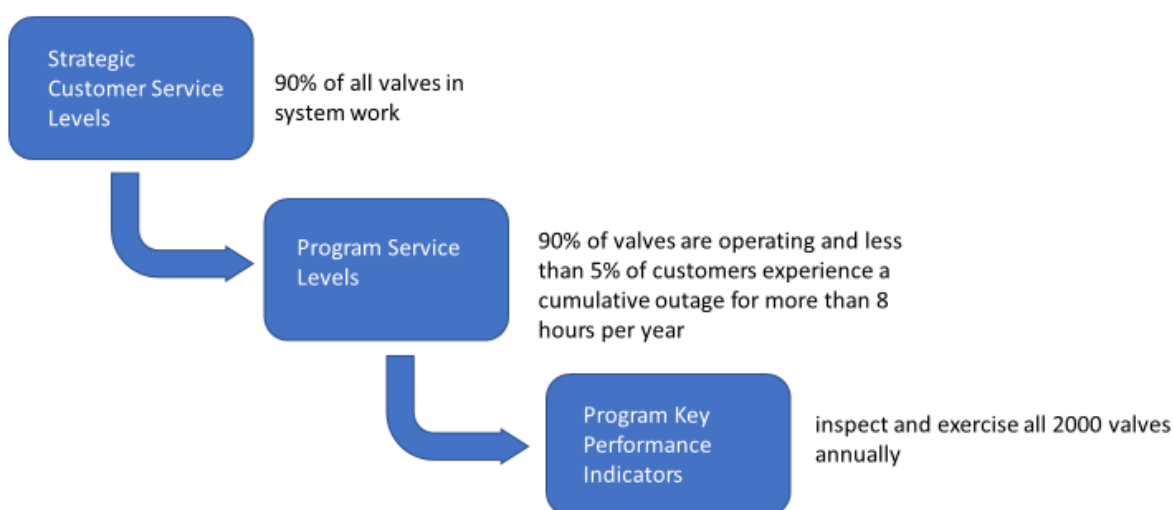 Strategic
Customer Service
Levels
90% of all valves in
system work
Program Service
Levels
90% of valves are operating and less
than 5% of customers experience a
cumulative outage for more than 8
hours per year
Program Key
Performance
Indicators
inspect and exercise all 2000 valves
annually